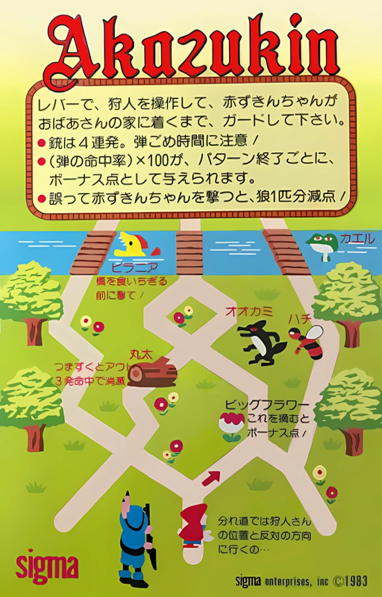 Akazukin
レバーで、狩人を操作して、赤ずきんちゃんが
おばあさんの家に着くまで、ガードして下さい。
●銃は4連発。弾ごめ時間に注意!
●(弾の命中率)×100が、パターン終了ごとに、
ボーナス点として与えられます。
●誤って赤ずきんちゃんを撃つと、狼1匹分減点!
カエル
ピラニア
橋を食いちぎる
前に撃て!
オオカミ
ハチ
丸太
つまずくとアウト
3発命中で消滅
ビッグフラワー
これを摘むと
ボーナス点!
分れ道では狩人さん
の位置と反対の方向
に行くの…
sigma
sigma enterprises, inc ©1983